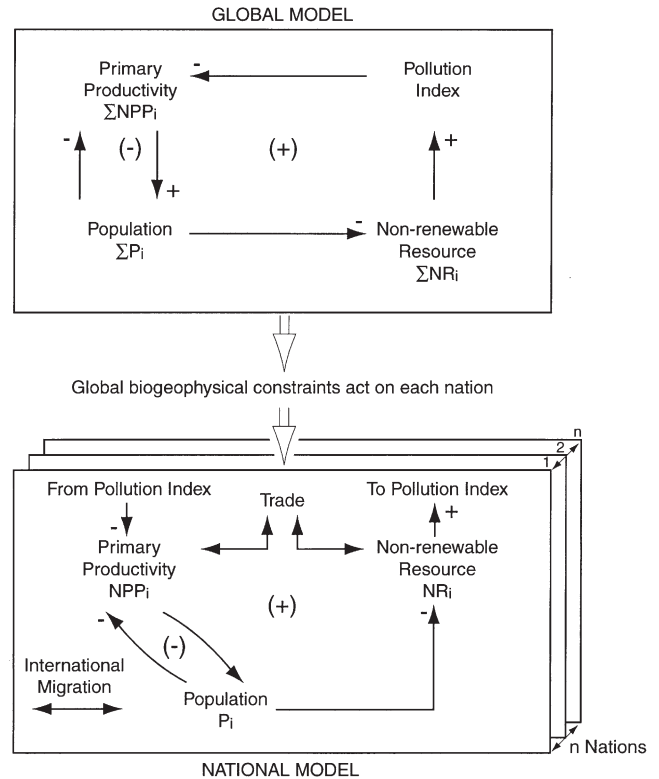 GLOBAL MODEL
Primary
Productivity
ΣNPPi
-
Pollution
Index
-
(-)
+
(+)
+
Population
ΣPi
-
Non-renewable
Resource
ΣNRi
Global biogeophysical constraints act on each nation
n
2
1
From Pollution Index
Trade
To Pollution Index
-
+
Primary
Productivity
NPPi
Non-renewable
Resource
NRi
(+)
-
-
(-)
International
Migration
Population
Pi
n Nations
NATIONAL MODEL